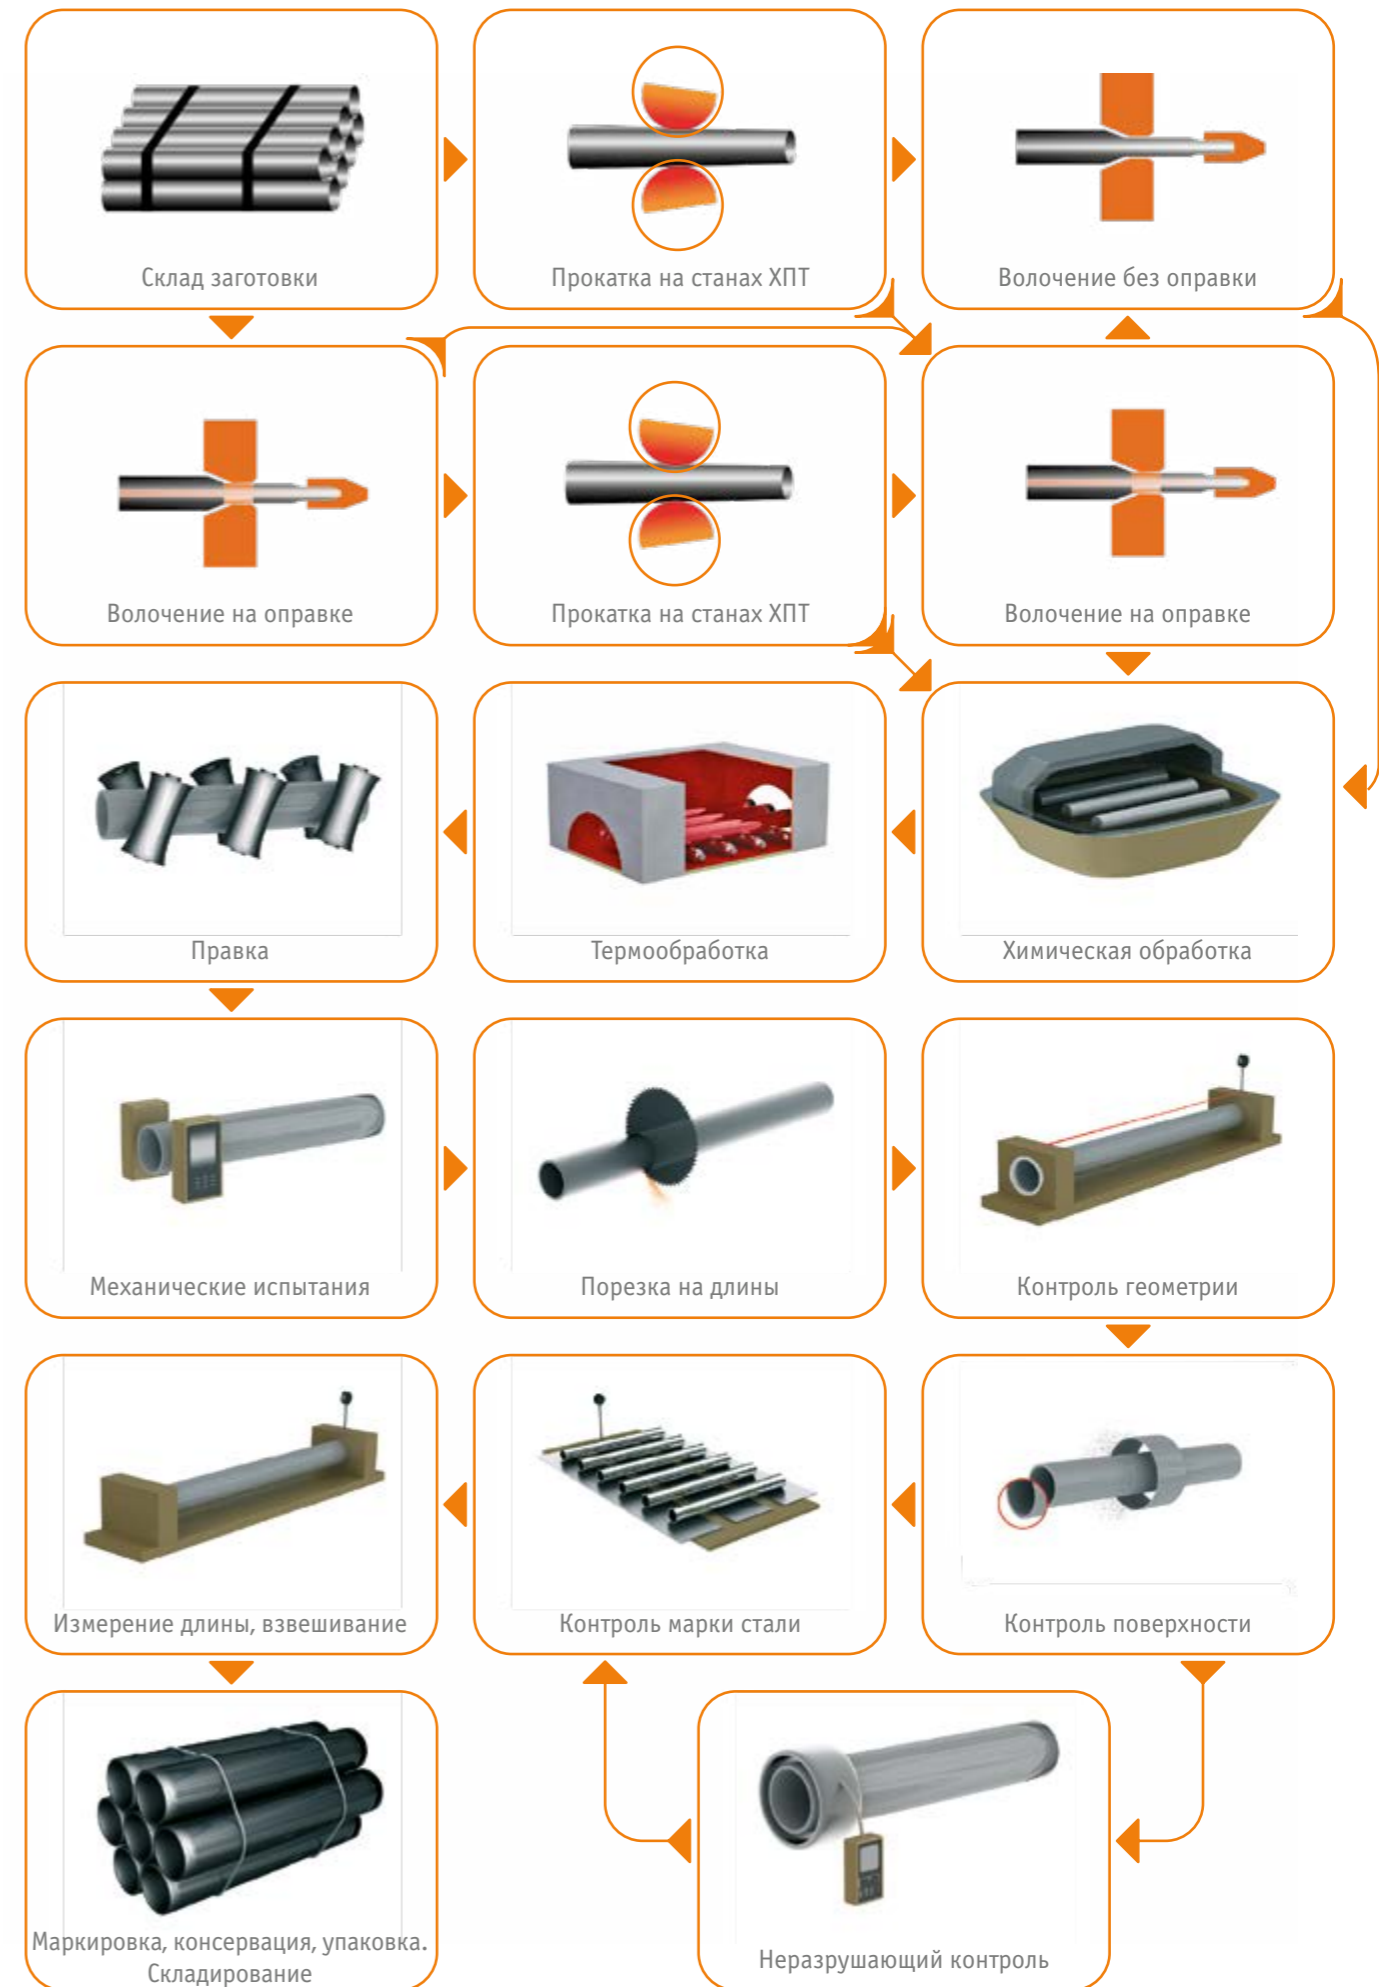 Склад заготовки
Прокатка на станах ХПТ
Волочение без оправки
Волочение на оправке
Прокатка на станах ХПТ
Волочение на оправке
Правка
Термообработка
Химическая обработка
Механические испытания
Порезка на длины
Контроль геометрии
Измерение длины, взвешивание
Контроль марки стали
Контроль поверхности
Маркировка, консервация, упаковка.
Складирование
Неразрушающий контроль